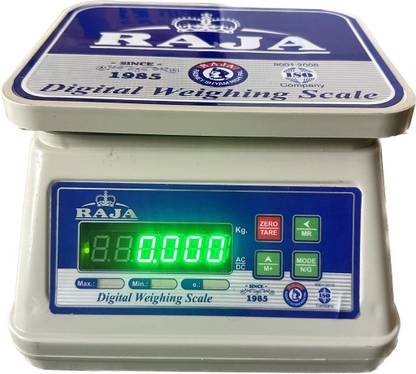 RAJA
- SINCE -
1985
RAJA
9001-2008
ISO
Company
Digital Weighing Scale
RAJA
0.000
Kg.
AC
DC
ZERO
TARE
MR
M+
MODE
N/G
Max.:
Min.:
e.:
Digital Weighing Scale
- SINCE -
1985